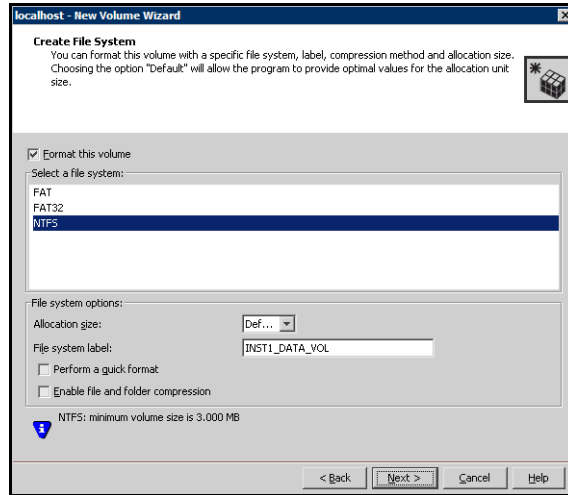 localhost - New Volume Wizard
Create File System
You can format this volume with a specific file system, label, compression method and allocation size.
Choosing the option "Default" will allow the program to provide optimal values for the allocation unit
size.
Format this volume
Select a file system:
FAT
FAT32
NTFS
File system options:
Allocation size:
Def...
File system label:
INST1_DATA_VOL
Perform a quick format
Enable file and folder compression
NTFS: minimum volume size is 3.000 MB
< Back
Next >
Cancel
Help